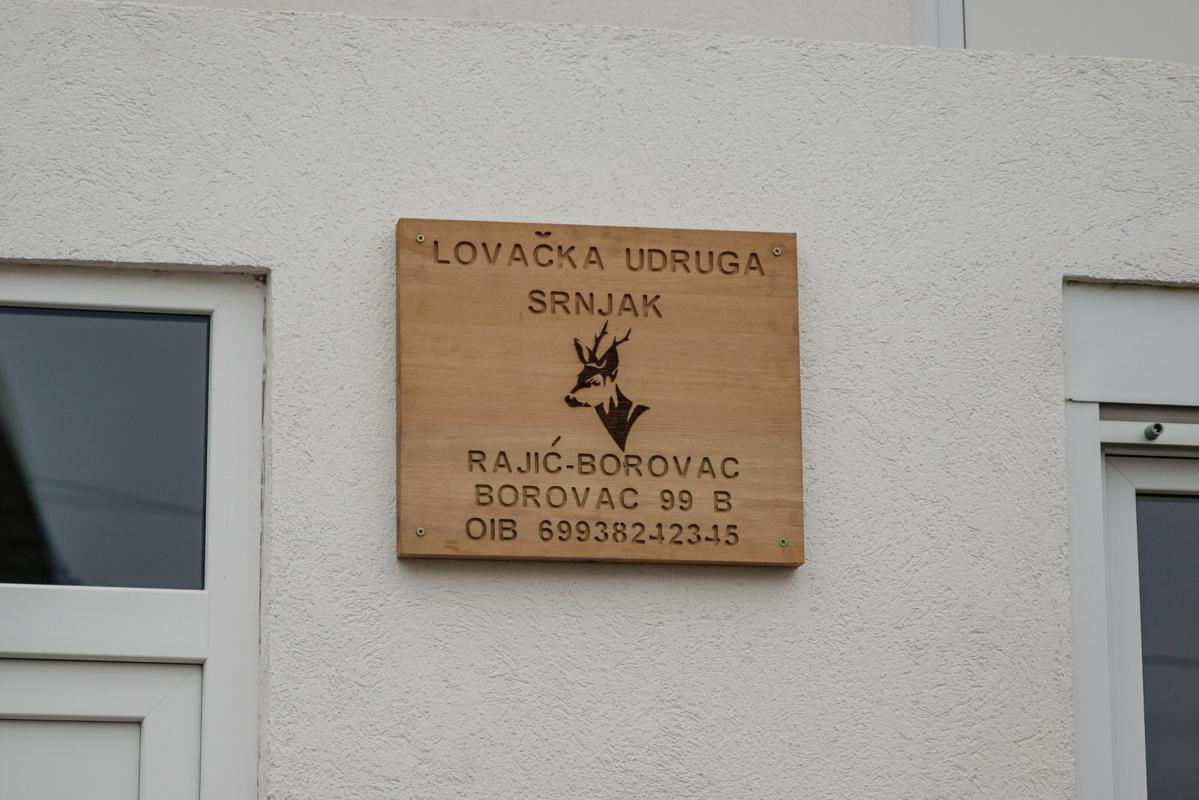 LOVAČKA UDRUGA
SRNJAK
RAJIĆ-BOROVAC
BOROVAC 99 B
OIB 69938242345